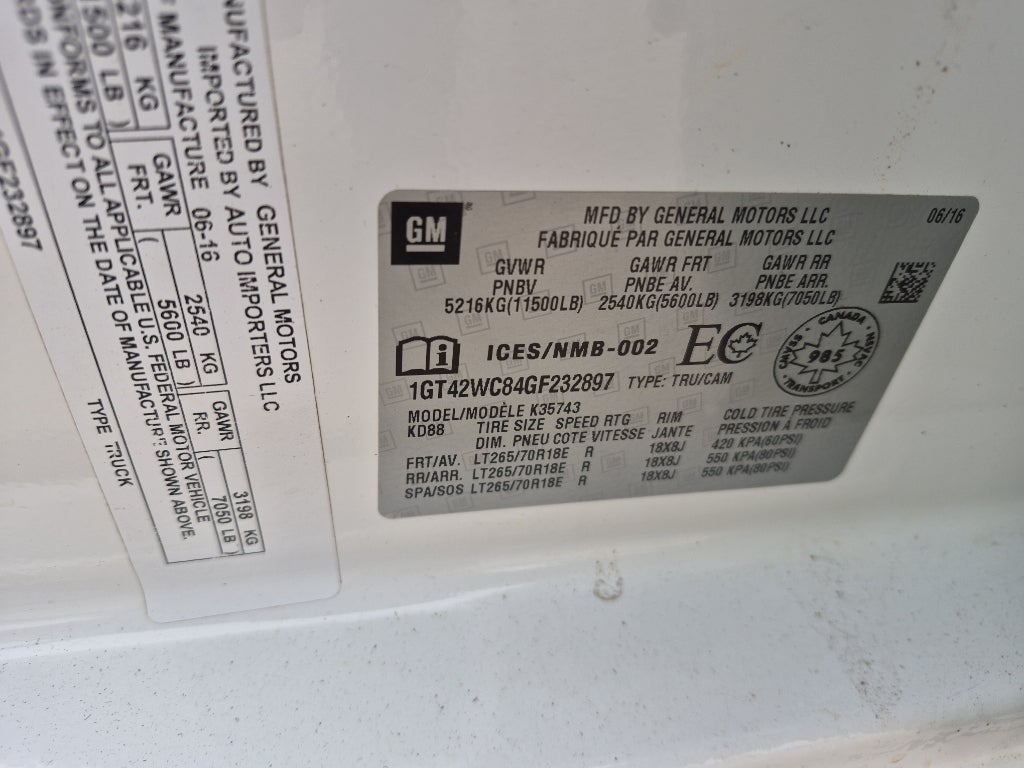 NUFACTURED BY GENERAL MOTORS
IMPORTED BY AUTO IMPORTERS LLC
MANUFACTURE 06-16
216 KG
GAWR 2540 KG
GAWR 3198 KG
1500 LB )
FRT. ( 5600 LB )
RR. ( 7050 LB )
ONFORMS TO ALL APPLICABLE U.S. FEDERAL MOTOR VEHICLE
RDS IN EFFECT ON THE DATE OF MANUFACTURE SHOWN ABOVE.
GF232897
TYPE TRUCK
GM
MFD BY GENERAL MOTORS LLC 06/16
FABRIQUÉ PAR GENERAL MOTORS LLC
GVWR GAWR FRT GAWR RR
PNBV PNBE AV. PNBE ARR.
5216KG(11500LB) 2540KG(5600LB) 3198KG(7050LB)
i ICES/NMB-002 EC
CANADA
985
TRANSPORT
1GT42WC84GF232897 TYPE: TRU/CAM
MODEL/MODÈLE K35743
KD88 TIRE SIZE SPEED RTG RIM COLD TIRE PRESSURE
DIM. PNEU COTE VITESSE JANTE PRESSION À FROID
FRT/AV. LT265/70R18E R 18X8J 420 KPA(60PSI)
RR/ARR. LT265/70R18E R 18X8J 550 KPA(80PSI)
SPA/SOS LT265/70R18E R 18X8J 550 KPA(80PSI)